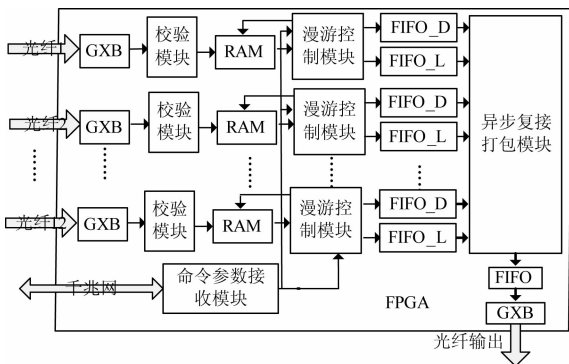 光纤 GXB 校验模块 RAM 漫游控制模块 FIFO_D
FIFO_L
光纤2 GXB 校验模块 RAM 漫游控制模块 FIFO_D
FIFO_L
异步复接打包模块
光纤12 GXB 校验模块 RAM 漫游控制模块 FIFO_D
FIFO_L
千兆网 命令参数接收模块
FIFO
FPGA
GXB
光纤输出